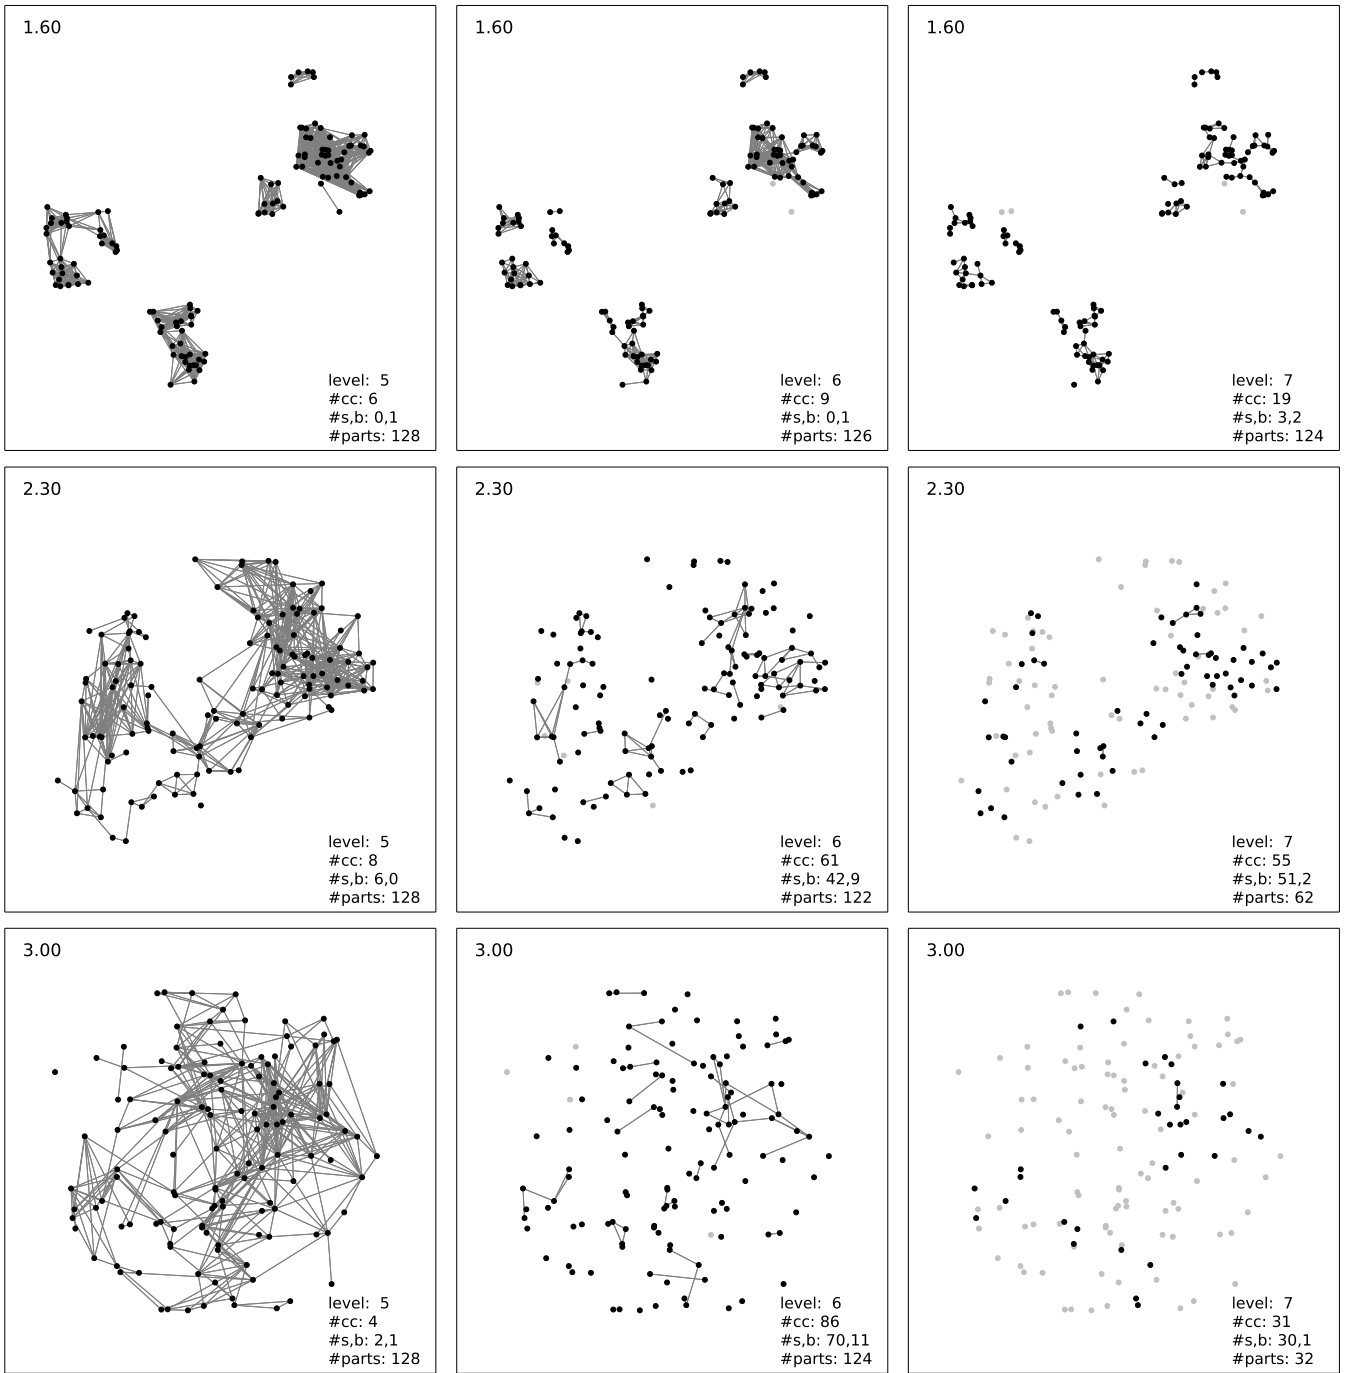 1.60
level: 5
#cc: 6
#s,b: 0,1
#parts: 128
1.60
level: 6
#cc: 9
#s,b: 0,1
#parts: 126
1.60
level: 7
#cc: 19
#s,b: 3,2
#parts: 124
2.30
level: 5
#cc: 8
#s,b: 6,0
#parts: 128
2.30
level: 6
#cc: 61
#s,b: 42,9
#parts: 122
2.30
level: 7
#cc: 55
#s,b: 51,2
#parts: 62
3.00
level: 5
#cc: 4
#s,b: 2,1
#parts: 128
3.00
level: 6
#cc: 86
#s,b: 70,11
#parts: 124
3.00
level: 7
#cc: 31
#s,b: 30,1
#parts: 32